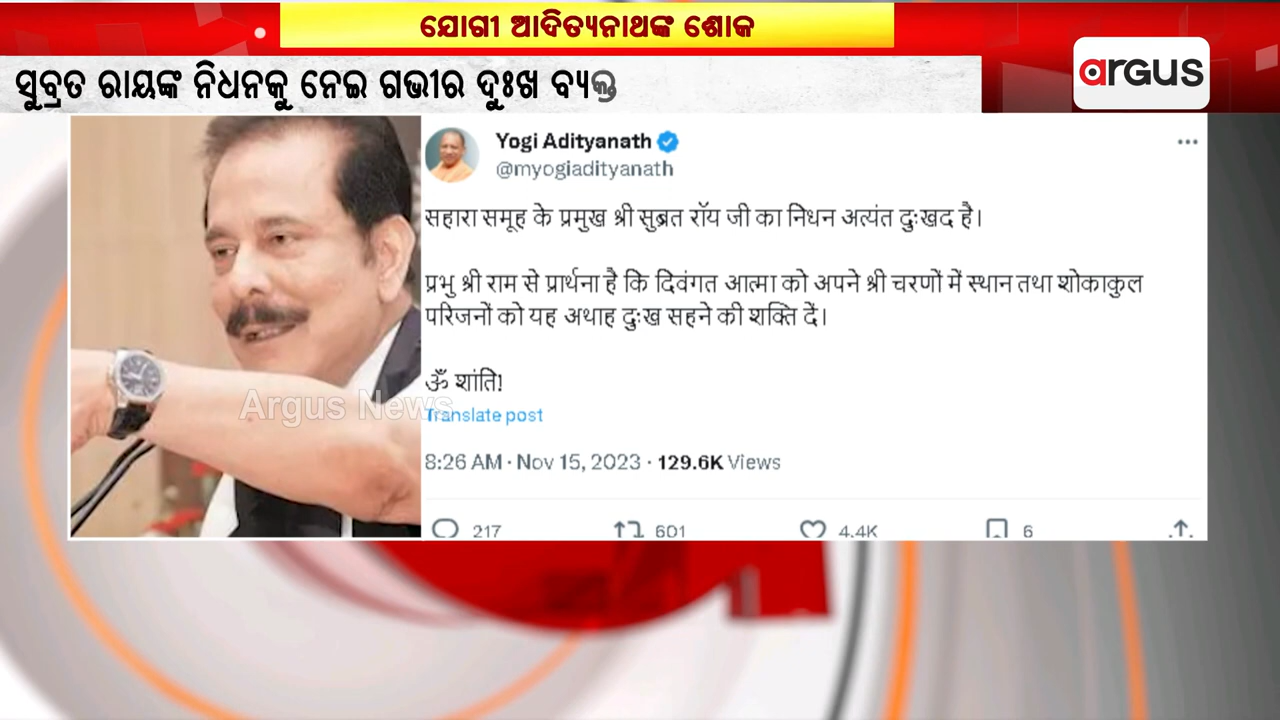 ଯୋଗୀ ଆଦିତ୍ୟନାଥଙ୍କ ଶୋକ
argus
ସୁବ୍ରତ ରାୟଙ୍କ ନିଧନକୁ ନେଇ ଗଭୀର ଦୁଃଖ ବ୍ୟକ୍ତ
Yogi Adityanath
@myogiadityanath
सहारा समूह के प्रमुख श्री सुब्रत रॉय जी का निधन अत्यंत दुःखद है।
प्रभु श्री राम से प्रार्थना है कि दिवंगत आत्मा को अपने श्री चरणों में स्थान तथा शोकाकुल
परिजनों को यह अथाह दुःख सहने की शक्ति दें।
ॐ शांति!
Argus News
Translate post
8:26 AM · Nov 15, 2023 · 129.6K Views
217 601 4.4K 6